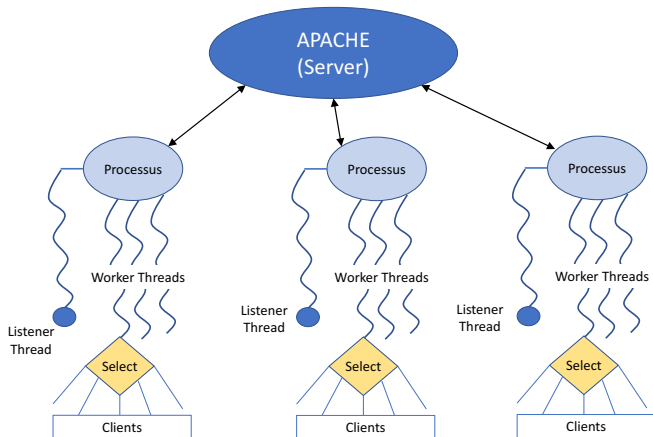 APACHE
(Server)
Processus
Processus
Processus
Worker Threads
Worker Threads
Worker Threads
Listener
Thread
Listener
Thread
Listener
Thread
Select
Select
Select
Clients
Clients
Clients